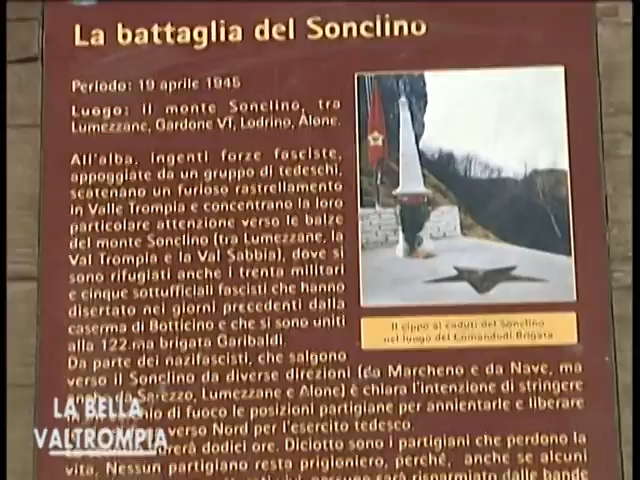 La battaglia del Sonclino
Periodo: 19 aprile 1945
Luogo: il monte Sonclino, tra
Lumezzane, Gardone VT, Lodrino, Alone.
All'alba, ingenti forze fasciste,
appoggiate da un gruppo di tedeschi,
scatenano un furioso rastrellamento
in Valle Trompia e concentrano la loro
particolare attenzione verso le balze
del monte Sonclino (tra Lumezzane, la
Val Trompia e la Val Sabbia), dove si
sono rifugiati anche i trenta militari
e cinque sottufficiali fascisti che hanno
disertato nei giorni precedenti dalla
caserma di Botticino e che si sono uniti
alla 122.ma brigata Garibaldi.
Il cippo ai caduti del Sonclino
nel luogo del Comando di Brigata
Da parte dei nazifascisti, che salgono
verso il Sonclino da diverse direzioni (da Marcheno e da Nave, ma
Sarezzo, Lumezzane e Alone) è chiara l'intenzione di stringere
di fuoco le posizioni partigiane per annientarle e liberare
verso Nord per l'esercito tedesco.
dodici ore. Diciotto sono i partigiani che perdono la
vita. Nessun partigiano resta prigioniero, perché, anche se alcuni
sarà risparmiato dalle bande
LA BELLA
VALTROMPIA